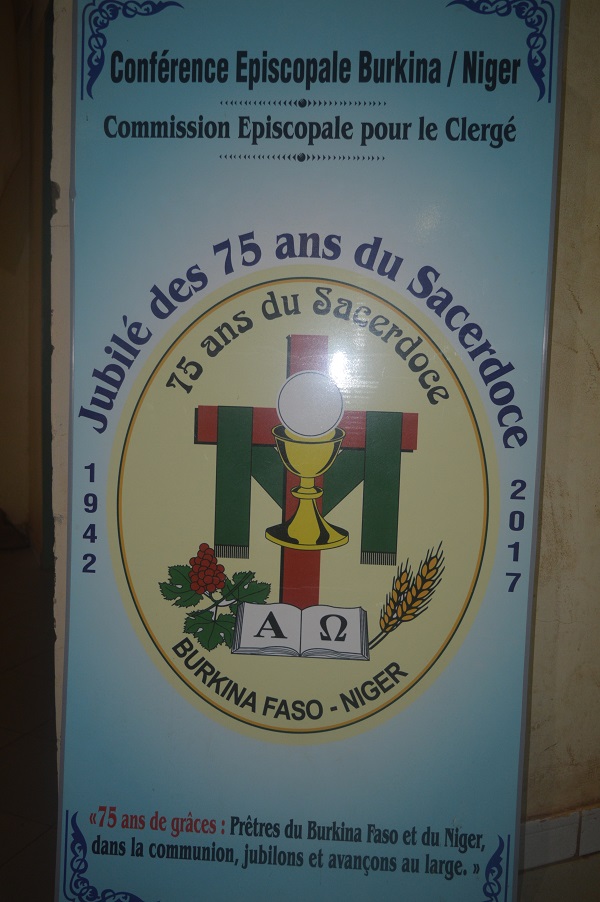 Conférence Episcopale Burkina / Niger
Commission Episcopale pour le Clergé
Jubilé des 75 ans du Sacerdoce
75 ans du Sacerdoce
1942
2017
Α Ω
BURKINA FASO - NIGER
«75 ans de grâces : Prêtres du Burkina Faso et du Niger,
dans la communion, jubilons et avançons au large. »